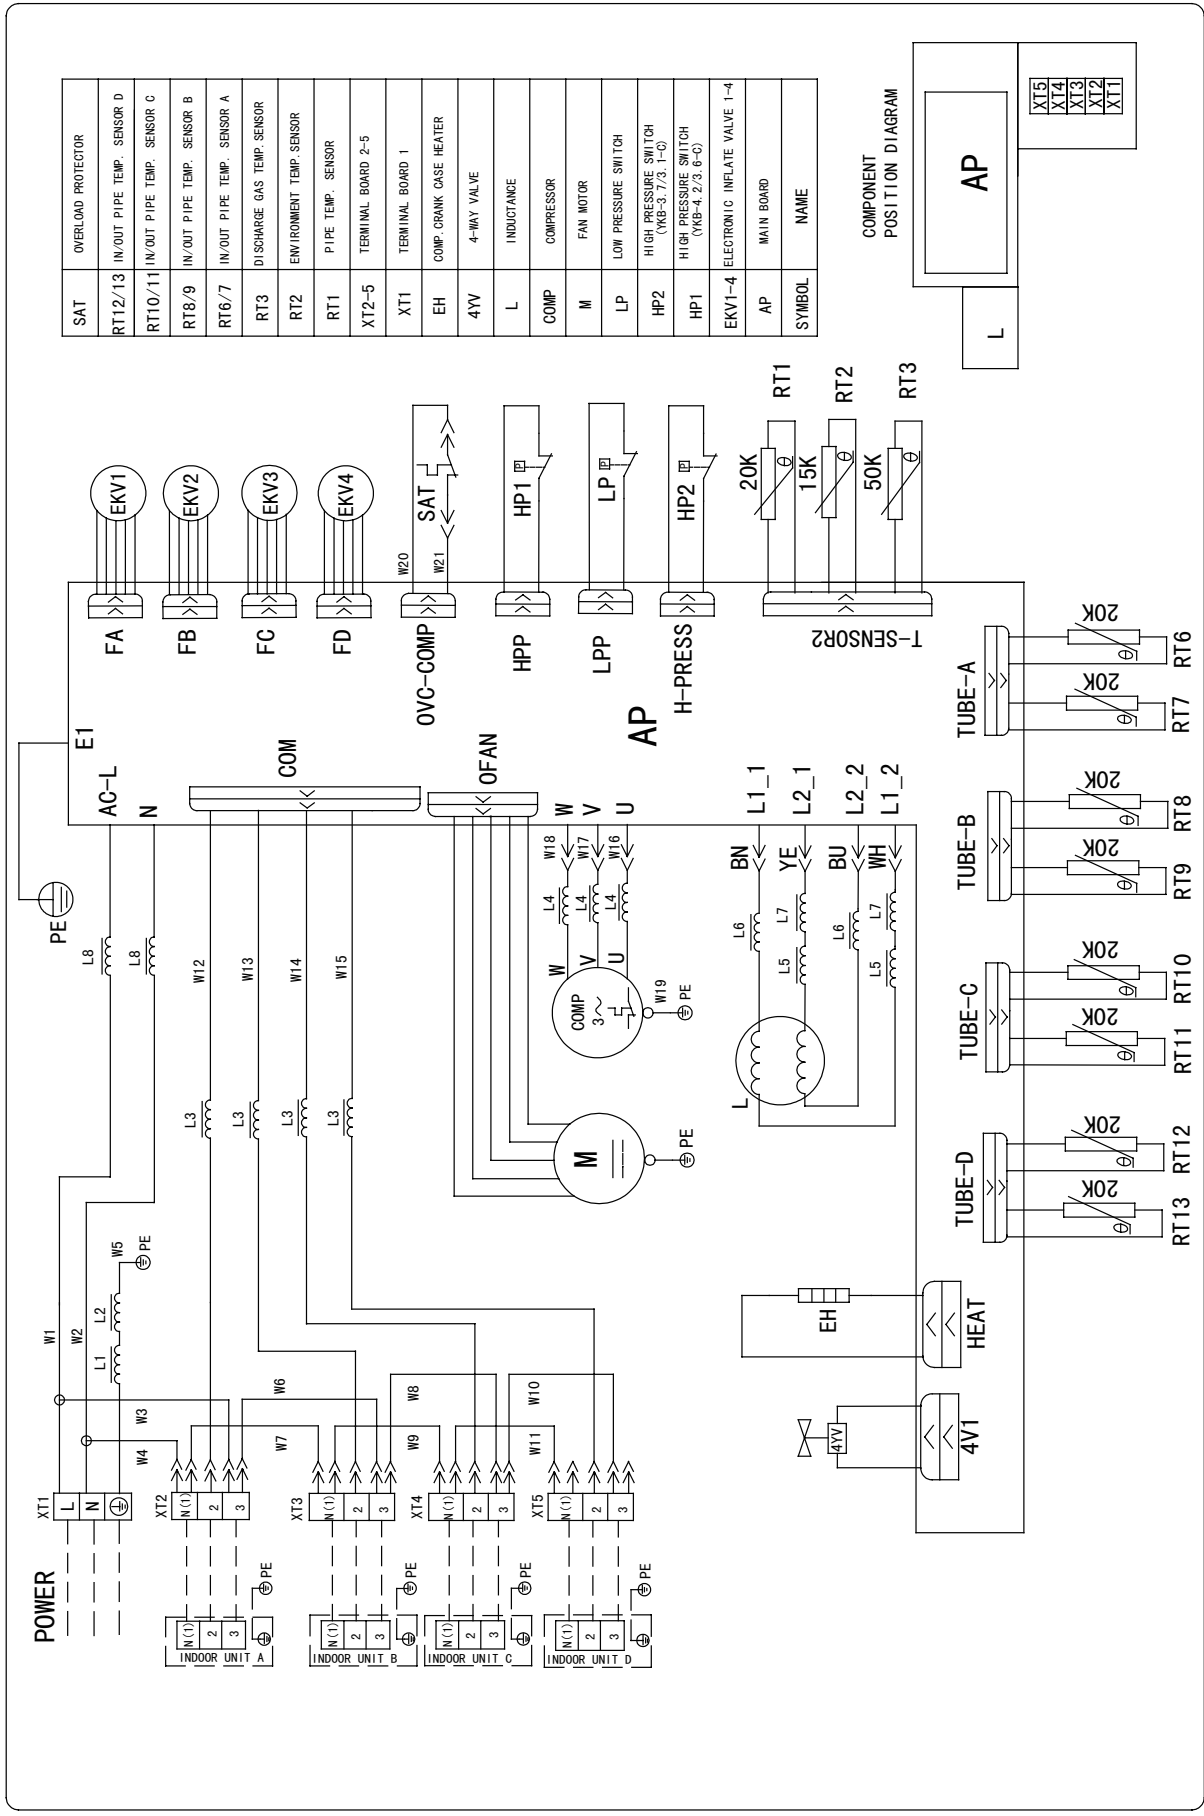 POWER
XT1
L
N
W1
W2
W3
W4
L1
L2
W5
PE
L8
L8
PE
E1
AC-L
N
XT2
N(1)
2
3
N(1)
2
3
INDOOR UNIT A
PE
XT3
N(1)
2
3
N(1)
2
3
INDOOR UNIT B
PE
XT4
N(1)
2
3
N(1)
2
3
INDOOR UNIT C
PE
XT5
N(1)
2
3
N(1)
2
3
INDOOR UNIT D
PE
W6
W7
W8
W9
W10
W11
L3
L3
L3
L3
W12
W13
W14
W15
COM
OFAN
M
PE
COMP
3~
W
V
U
L4
L4
L4
W18
W17
W16
W
V
U
W19
PE
AP
L
L6
L5
L7
L6
L5
L7
BN
YE
BU
WH
L1_1
L2_1
L2_2
L1_2
FA
EKV1
FB
EKV2
FC
EKV3
FD
EKV4
OVC-COMP
W20
W21
SAT
HPP
HP1
P
LPP
LP
P
H-PRESS
HP2
P
T-SENSOR2
20K
θ
RT1
15K
θ
RT2
50K
θ
RT3
4V1
4YV
HEAT
EH
TUBE-D
20K
θ
RT13
20K
θ
RT12
TUBE-C
20K
θ
RT11
20K
θ
RT10
TUBE-B
20K
θ
RT9
20K
θ
RT8
TUBE-A
20K
θ
RT7
20K
θ
RT6
SAT OVERLOAD PROTECTOR
RT12/13 IN/OUT PIPE TEMP. SENSOR D
RT10/11 IN/OUT PIPE TEMP. SENSOR C
RT8/9 IN/OUT PIPE TEMP. SENSOR B
RT6/7 IN/OUT PIPE TEMP. SENSOR A
RT3 DISCHARGE GAS TEMP. SENSOR
RT2 ENVIRONMENT TEMP. SENSOR
RT1 PIPE TEMP. SENSOR
XT2-5 TERMINAL BOARD 2-5
XT1 TERMINAL BOARD 1
EH COMP. CRANK CASE HEATER
4YV 4-WAY VALVE
L INDUCTANCE
COMP COMPRESSOR
M FAN MOTOR
LP LOW PRESSURE SWITCH
HP2 HIGH PRESSURE SWITCH
(YKB-3.7/3.1-C)
HP1 HIGH PRESSURE SWITCH
(YKB-4.2/3.6-C)
EKV1-4 ELECTRONIC INFLATE VALVE 1-4
AP MAIN BOARD
SYMBOL NAME
COMPONENT
POSITION DIAGRAM
L
AP
XT5
XT4
XT3
XT2
XT1